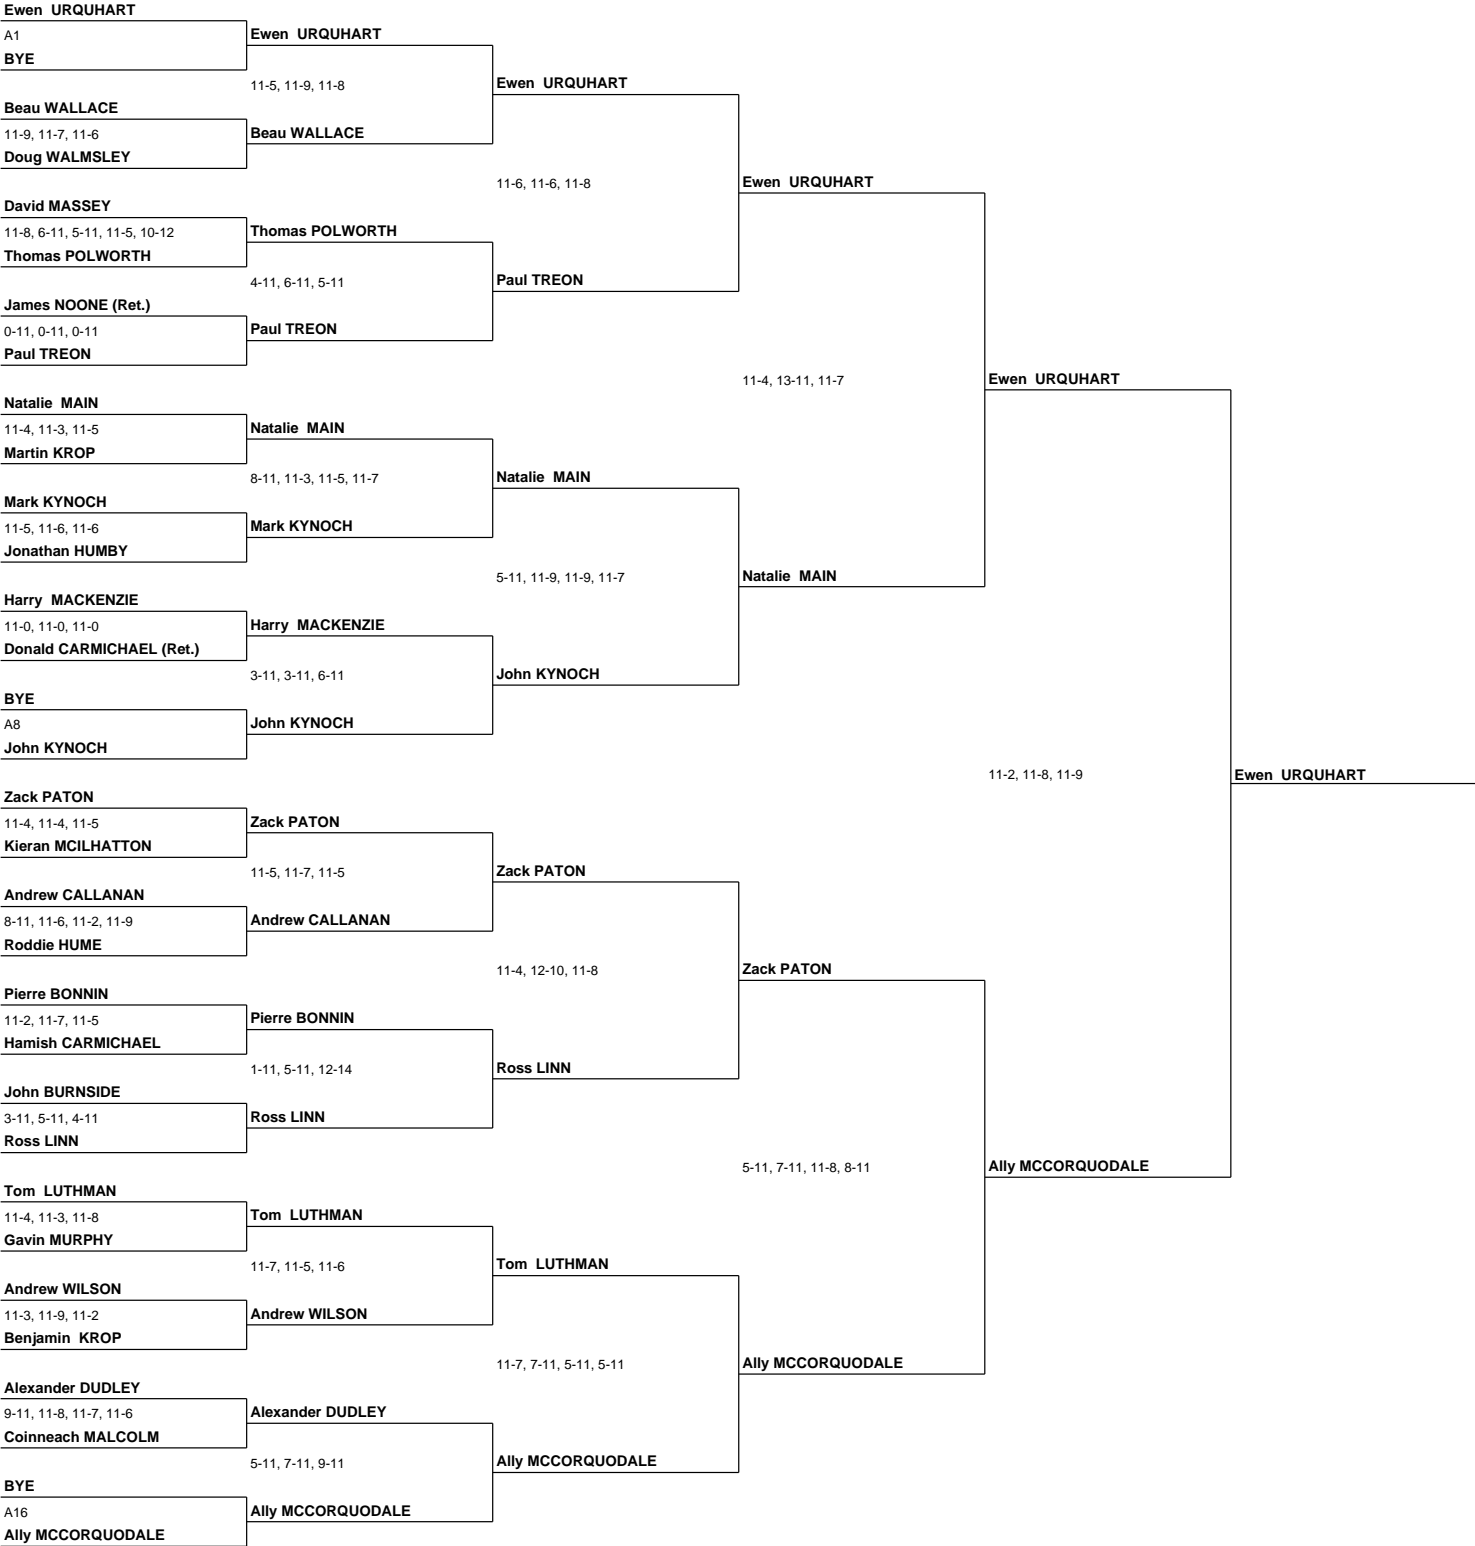 Ewen  URQUHART
A1
BYE
Beau WALLACE
11-9, 11-7, 11-6
Doug WALMSLEY
David MASSEY
11-8, 6-11, 5-11, 11-5, 10-12
Thomas POLWORTH
James NOONE (Ret.)
0-11, 0-11, 0-11
Paul TREON
Natalie  MAIN
11-4, 11-3, 11-5
Martin KROP
Mark KYNOCH
11-5, 11-6, 11-6
Jonathan HUMBY
Harry  MACKENZIE
11-0, 11-0, 11-0
Donald CARMICHAEL (Ret.)
BYE
A8
John KYNOCH
Zack PATON
11-4, 11-4, 11-5
Kieran MCILHATTON
Andrew CALLANAN
8-11, 11-6, 11-2, 11-9
Roddie HUME
Pierre BONNIN
11-2, 11-7, 11-5
Hamish CARMICHAEL
John BURNSIDE
3-11, 5-11, 4-11
Ross LINN
Tom  LUTHMAN
11-4, 11-3, 11-8
Gavin MURPHY
Andrew WILSON
11-3, 11-9, 11-2
Benjamin  KROP
Alexander DUDLEY
9-11, 11-8, 11-7, 11-6
Coinneach MALCOLM
BYE
A16
Ally MCCORQUODALE
Ewen  URQUHART
11-5, 11-9, 11-8
Beau WALLACE
Thomas POLWORTH
4-11, 6-11, 5-11
Paul TREON
Natalie  MAIN
8-11, 11-3, 11-5, 11-7
Mark KYNOCH
Harry  MACKENZIE
3-11, 3-11, 6-11
John KYNOCH
Zack PATON
11-5, 11-7, 11-5
Andrew CALLANAN
Pierre BONNIN
1-11, 5-11, 12-14
Ross LINN
Tom  LUTHMAN
11-7, 11-5, 11-6
Andrew WILSON
Alexander DUDLEY
5-11, 7-11, 9-11
Ally MCCORQUODALE
Ewen  URQUHART
11-6, 11-6, 11-8
Paul TREON
Natalie  MAIN
5-11, 11-9, 11-9, 11-7
John KYNOCH
Zack PATON
11-4, 12-10, 11-8
Ross LINN
Tom  LUTHMAN
11-7, 7-11, 5-11, 5-11
Ally MCCORQUODALE
Ewen  URQUHART
11-4, 13-11, 11-7
Natalie  MAIN
Zack PATON
5-11, 7-11, 11-8, 8-11
Ally MCCORQUODALE
Ewen  URQUHART
11-2, 11-8, 11-9
Ally MCCORQUODALE
Ewen  URQUHART